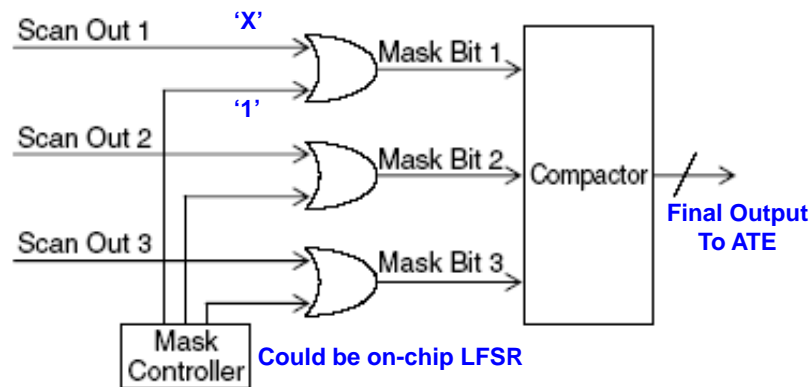 Scan Out 1
‘X’
Mask Bit 1
‘1’
Scan Out 2
Mask Bit 2
Compactor
Final Output
To ATE
Scan Out 3
Mask Bit 3
Mask
Controller
Could be on-chip LFSR